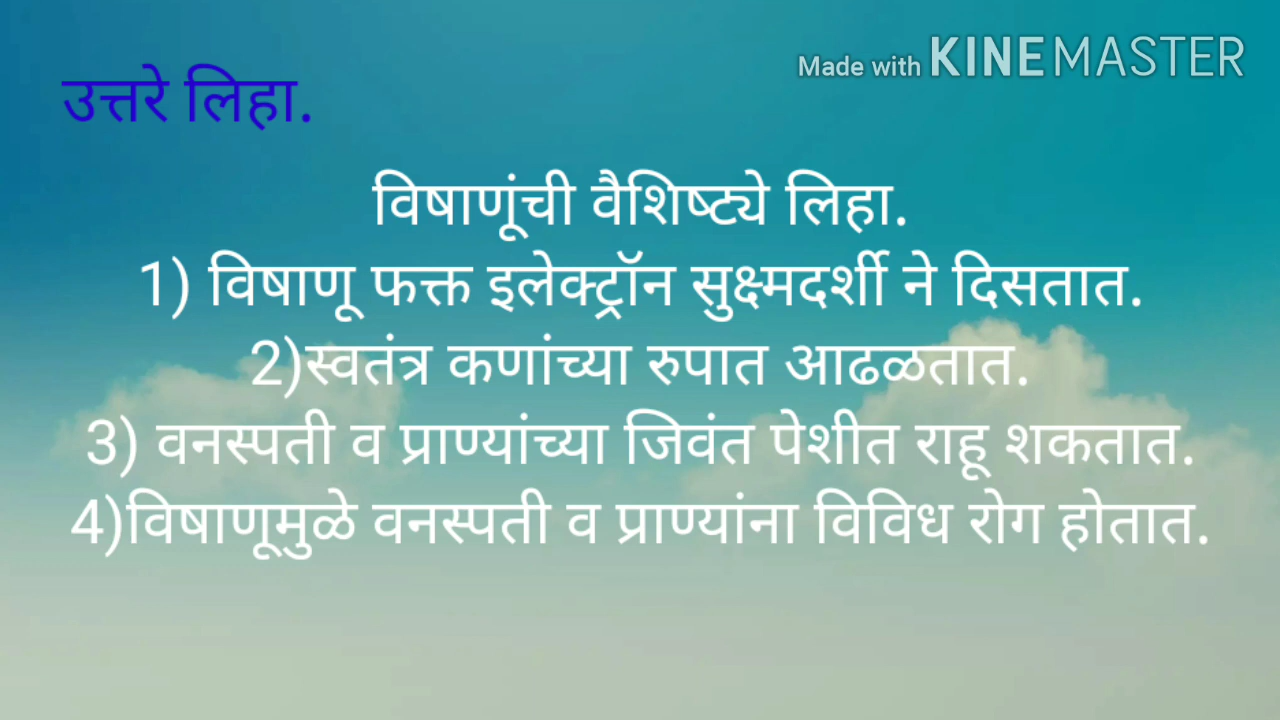 Made with KINEMASTER
उत्तरे लिहा.
विषाणूंची वैशिष्ट्ये लिहा.
1) विषाणू फक्त इलेक्ट्रॉन सुक्ष्मदर्शी ने दिसतात.
2)स्वतंत्र कणांच्या रुपात आढळतात.
3) वनस्पती व प्राण्यांच्या जिवंत पेशीत राहू शकतात.
4)विषाणूमुळे वनस्पती व प्राण्यांना विविध रोग होतात.